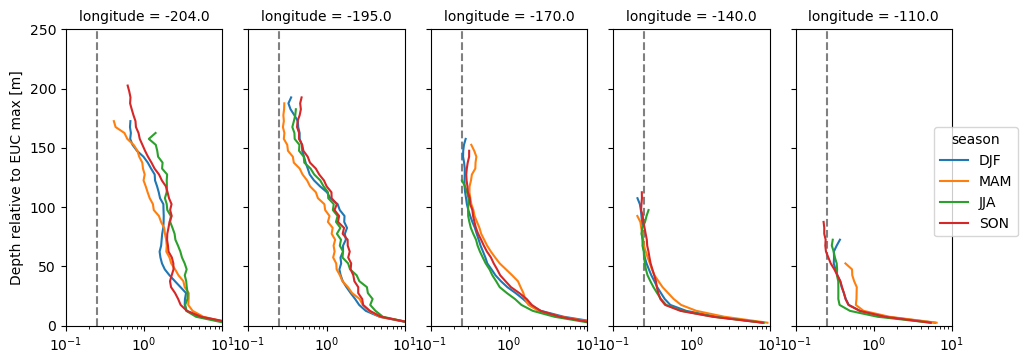 longitude = -204.0
longitude = -195.0
longitude = -170.0
longitude = -140.0
longitude = -110.0
Depth relative to EUC max [m]
250
200
150
100
50
0
10⁻¹ 10⁰ 10¹
10⁻¹ 10⁰ 10¹
10⁻¹ 10⁰ 10¹
10⁻¹ 10⁰ 10¹
10⁻¹ 10⁰ 10¹
season
DJF
MAM
JJA
SON